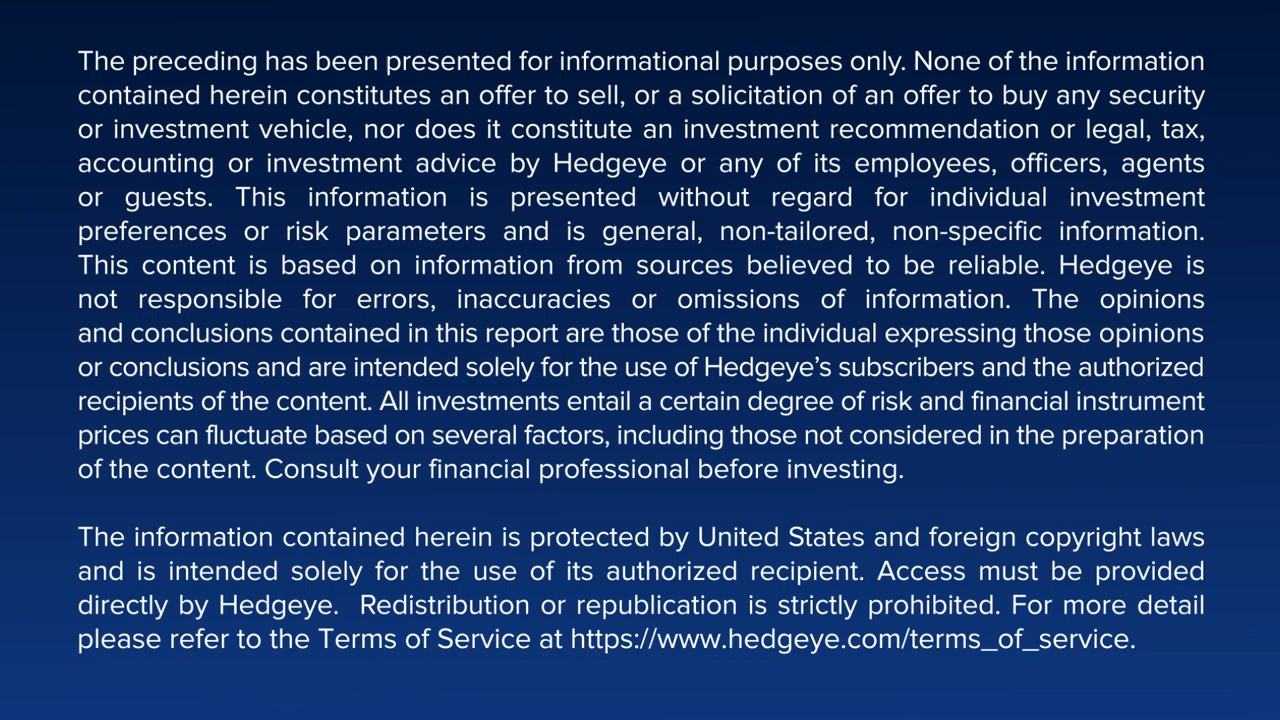 The preceding has been presented for informational purposes only. None of the information
contained herein constitutes an offer to sell, or a solicitation of an offer to buy any security
or investment vehicle, nor does it constitute an investment recommendation or legal, tax,
accounting or investment advice by Hedgeye or any of its employees, officers, agents
or guests. This information is presented without regard for individual investment
preferences or risk parameters and is general, non-tailored, non-specific information.
This content is based on information from sources believed to be reliable. Hedgeye is
not responsible for errors, inaccuracies or omissions of information. The opinions
and conclusions contained in this report are those of the individual expressing those opinions
or conclusions and are intended solely for the use of Hedgeye’s subscribers and the authorized
recipients of the content. All investments entail a certain degree of risk and financial instrument
prices can fluctuate based on several factors, including those not considered in the preparation
of the content. Consult your financial professional before investing.
The information contained herein is protected by United States and foreign copyright laws
and is intended solely for the use of its authorized recipient. Access must be provided
directly by Hedgeye.  Redistribution or republication is strictly prohibited. For more detail
please refer to the Terms of Service at https://www.hedgeye.com/terms_of_service.